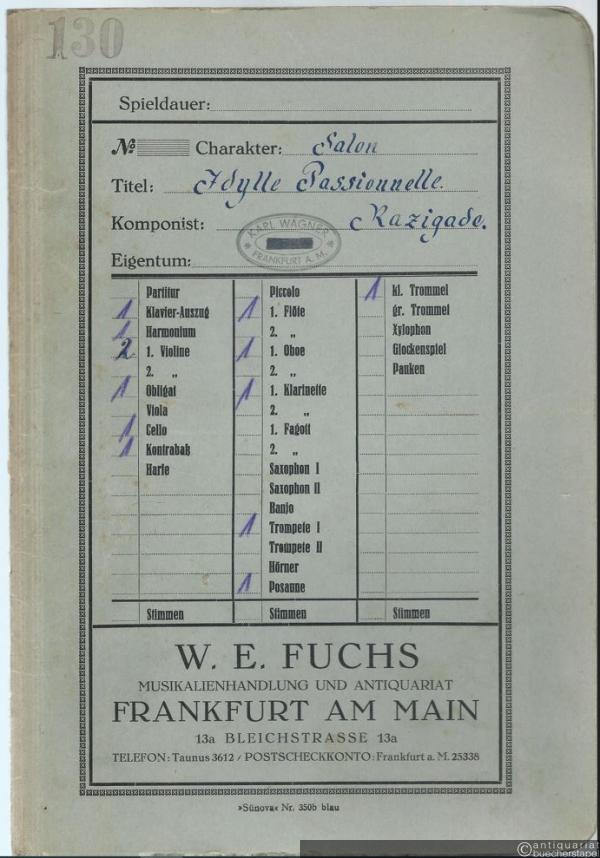 130
Spieldauer:
№ Charakter: Salon
Titel: Idylle Passionnelle.
Komponist: Razigade.
KARL WAGNER
FRANKFURT A. M.
Eigentum:
Partitur
1 Klavier-Auszug
1 Harmonium
2 1. Violine
2. „
1 Obligat
Viola
1 Cello
1 Kontrabaß
Harfe
Stimmen
Piccolo
1 1. Flöte
2. „
1 1. Oboe
2. „
1 1. Klarinette
2. „
1. Fagott
2. „
Saxophon I
Saxophon II
Banjo
1 Trompete I
Trompete II
Hörner
1 Posaune
Stimmen
1 kl. Trommel
gr. Trommel
Xylophon
Glockenspiel
Pauken
Stimmen
W. E. FUCHS
MUSIKALIENHANDLUNG UND ANTIQUARIAT
FRANKFURT AM MAIN
13a BLEICHSTRASSE 13a
TELEFON: Taunus 3612 / POSTSCHECKKONTO: Frankfurt a. M. 25338
»Sünova« Nr. 350b blau
©antiquariat
buecherstapel